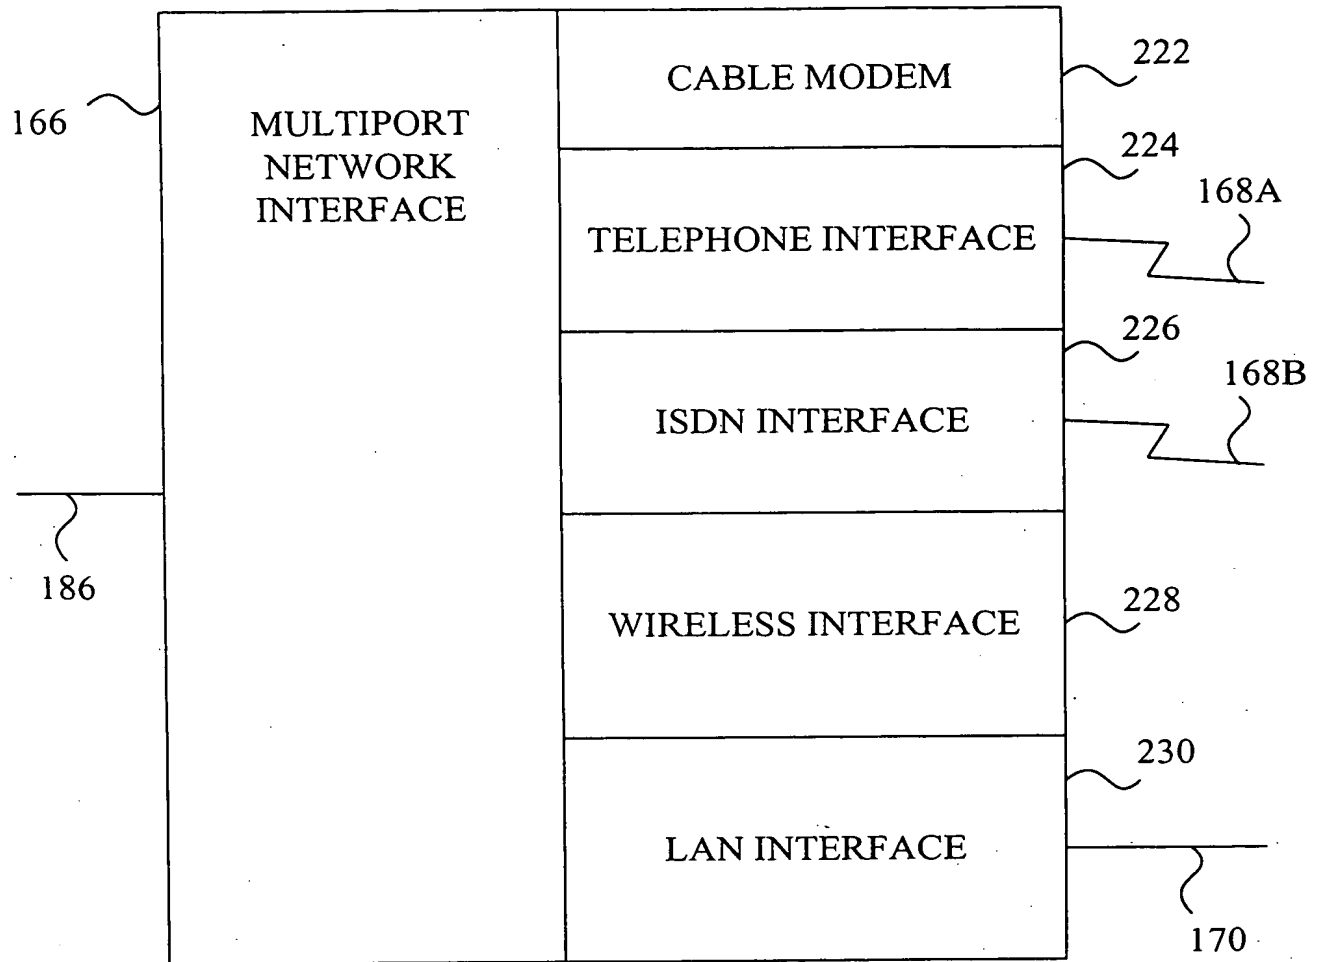 166
MULTIPORT
NETWORK
INTERFACE
186
CABLE MODEM
222
224
TELEPHONE INTERFACE
168A
226
ISDN INTERFACE
168B
WIRELESS INTERFACE
228
230
LAN INTERFACE
170